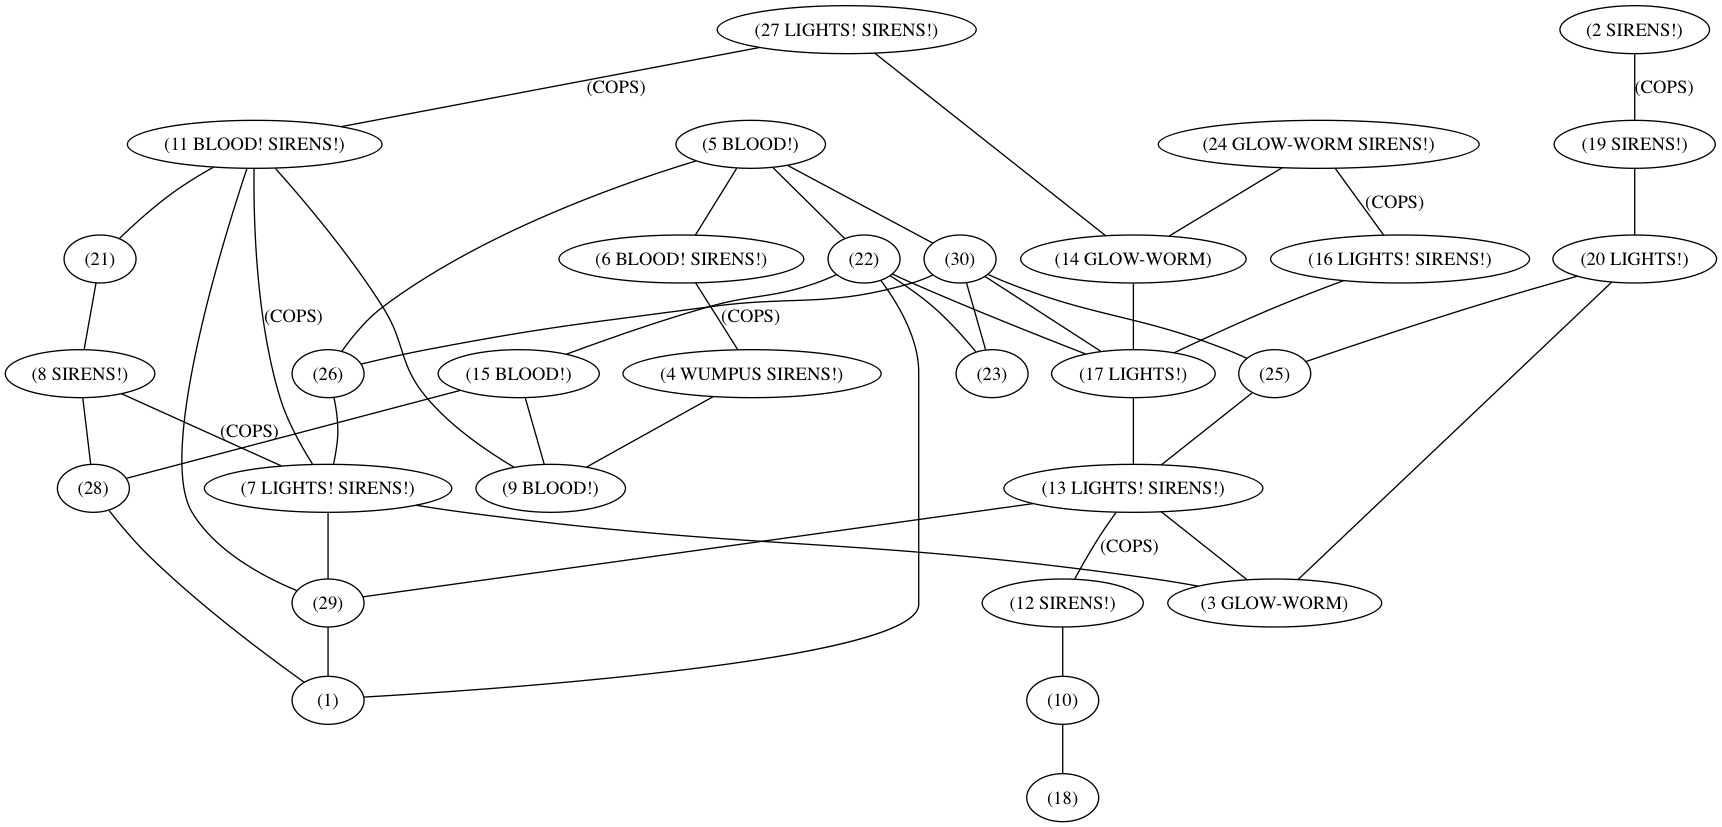 (27 LIGHTS! SIRENS!)
(2 SIRENS!)
(COPS)
(COPS)
(11 BLOOD! SIRENS!)
(5 BLOOD!)
(24 GLOW-WORM SIRENS!)
(19 SIRENS!)
(COPS)
(21)
(6 BLOOD! SIRENS!)
(22)
(30)
(14 GLOW-WORM)
(16 LIGHTS! SIRENS!)
(20 LIGHTS!)
(COPS)
(COPS)
(8 SIRENS!)
(26)
(15 BLOOD!)
(4 WUMPUS SIRENS!)
(23)
(17 LIGHTS!)
(25)
(COPS)
(28)
(7 LIGHTS! SIRENS!)
(9 BLOOD!)
(13 LIGHTS! SIRENS!)
(COPS)
(29)
(12 SIRENS!)
(3 GLOW-WORM)
(1)
(10)
(18)